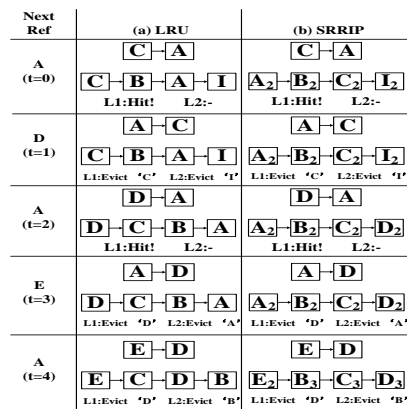 Next Ref (a) LRU (b) SRRIP
C A C A
A (t=0) C B A I A2 B2 C2 I2
L1:Hit! L2:- L1:Hit! L2:-
A C A C
D (t=1) C B A I A2 B2 C2 I2
L1:Evict 'C' L2:Evict 'I' L1:Evict 'C' L2:Evict 'I'
D A D A
A (t=2) D C B A A2 B2 C2 D2
L1:Hit! L2:- L1:Hit! L2:-
A D A D
E (t=3) D C B A A2 B2 C2 D2
L1:Evict 'D' L2:Evict 'A' L1:Evict 'D' L2:Evict 'A'
E D E D
A (t=4) E C D B E2 B3 C3 D3
L1:Evict 'D' L2:Evict 'B' L1:Evict 'D' L2:Evict 'B'